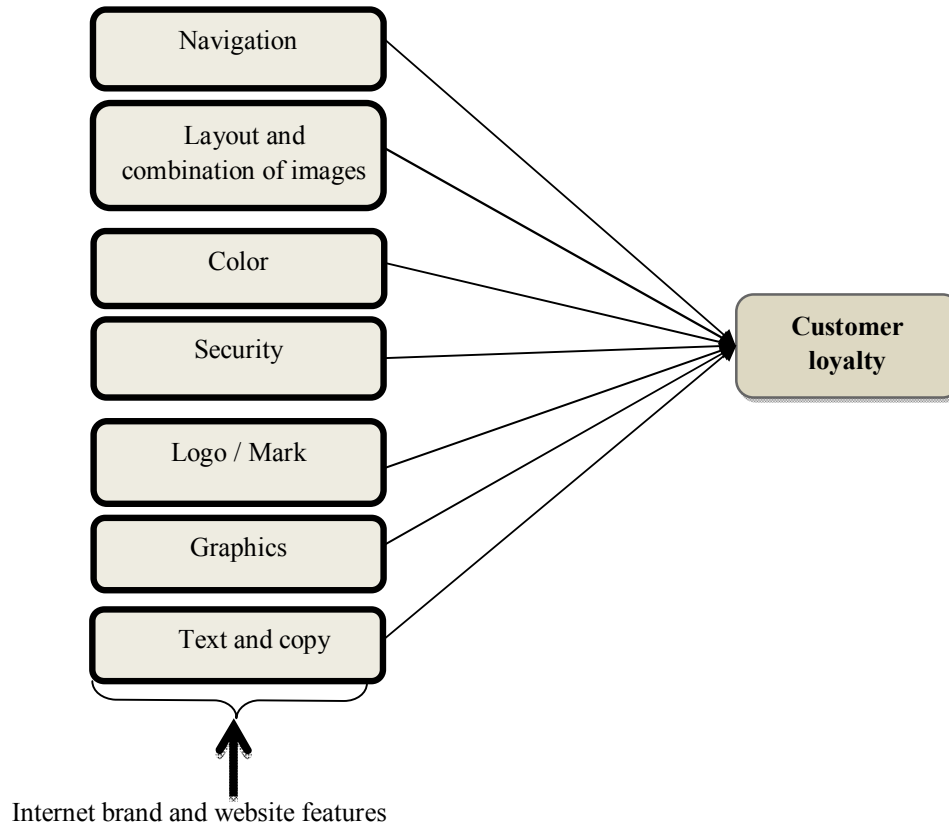 Navigation
Layout and
combination of images
Color
Security
Logo / Mark
Graphics
Text and copy
Customer
loyalty
Internet brand and website features